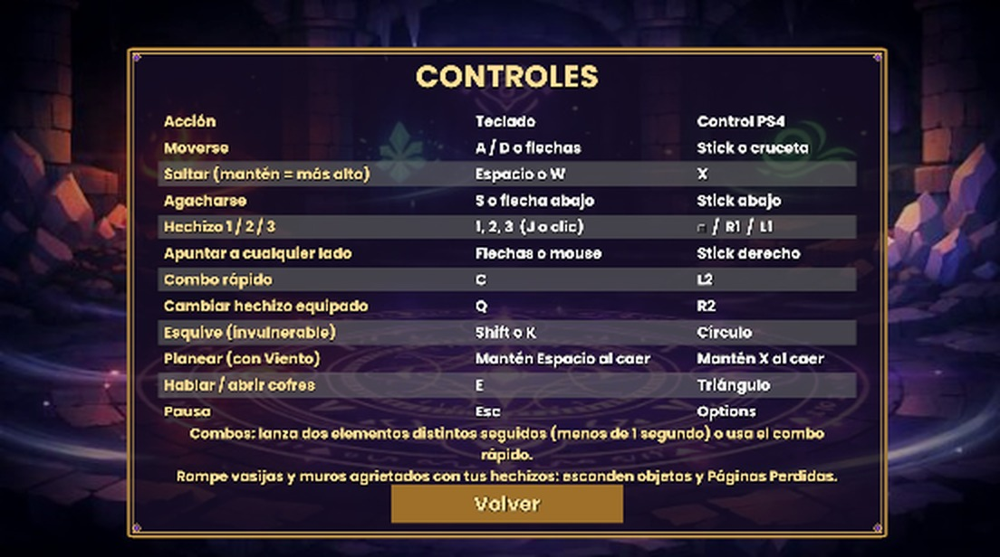 CONTROLES
Acción Teclado Control PS4
Moverse A / D o flechas Stick o cruceta
Saltar (mantén = más alto) Espacio o W X
Agacharse S o flecha abajo Stick abajo
Hechizo 1 / 2 / 3 1, 2, 3 (J o clic) □ / R1 / L1
Apuntar a cualquier lado Flechas o mouse Stick derecho
Combo rápido C L2
Cambiar hechizo equipado Q R2
Esquive (invulnerable) Shift o K Círculo
Planear (con Viento) Mantén Espacio al caer Mantén X al caer
Hablar / abrir cofres E Triángulo
Pausa Esc Options
Combos: lanza dos elementos distintos seguidos (menos de 1 segundo) o usa el combo
rápido.
Rompe vasijas y muros agrietados con tus hechizos: esconden objetos y Páginas Perdidas.
Volver